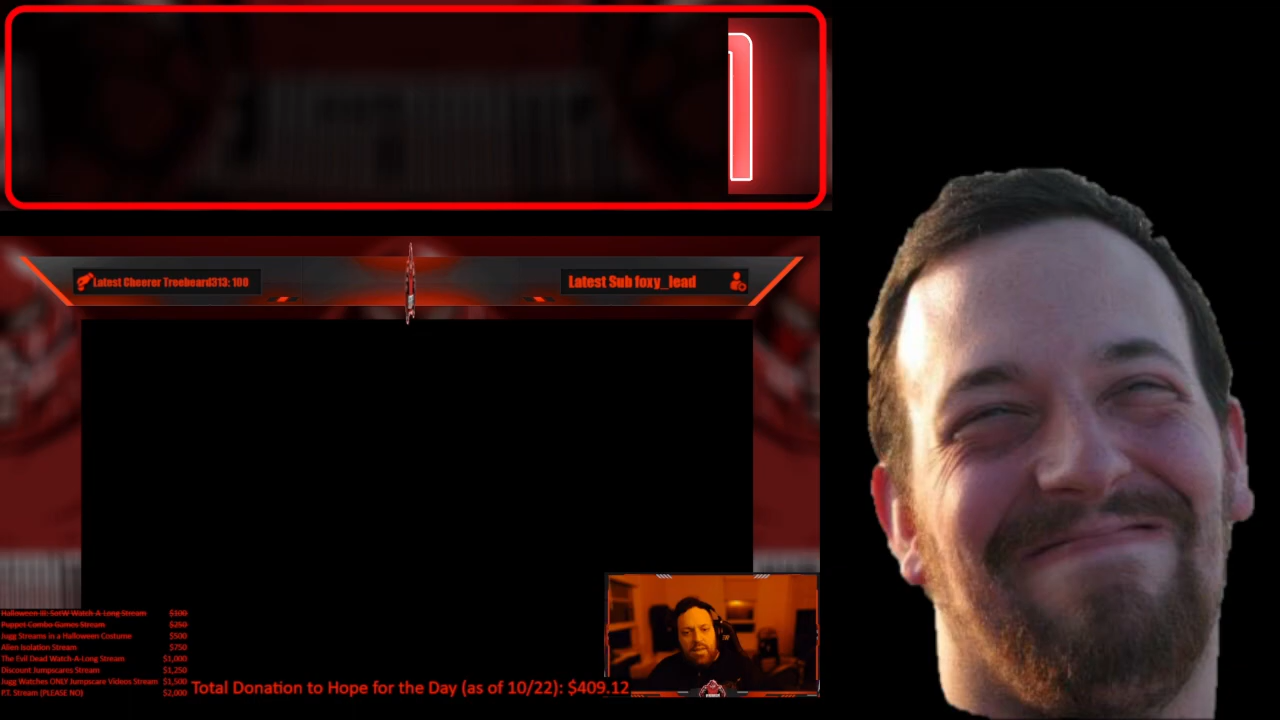 Latest Cheerer Treebeard313: 100
Latest Sub foxy_lead
Halloween III: SotW Watch-A-Long Stream $100
Puppet Combo Games Stream $250
Jugg Streams in a Halloween Costume $500
Alien Isolation Stream $750
The Evil Dead Watch-A-Long Stream $1,000
Discount Jumpscares Stream $1,250
Jugg Watches ONLY Jumpscare Videos Stream $1,500
P.T. Stream (PLEASE NO) $2,000
Total Donation to Hope for the Day (as of 10/22): $409.12